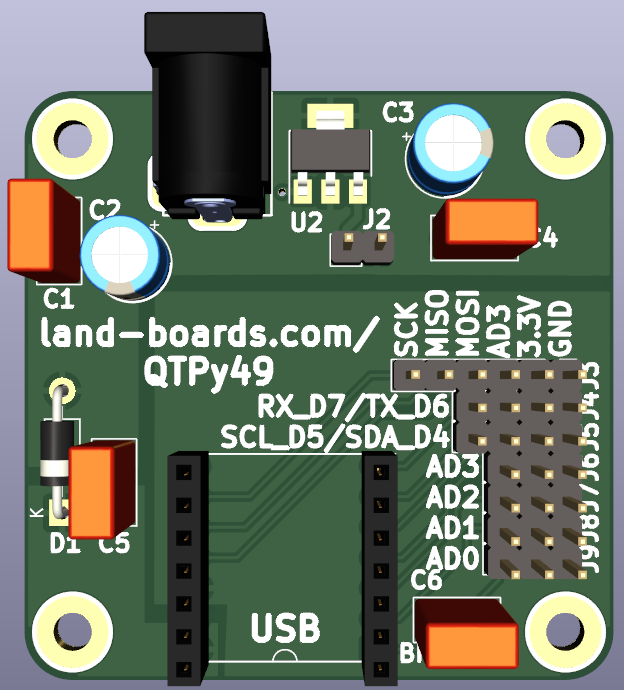 C3
C2
U2
J2
C4
C1
SCK
MISO
MOSI
AD3
3.3V
GND
land-boards.com/
QTPy49
J3
RX_D7/TX_D6
J4
SCL_D5/SDA_D4
J5
AD3
J6
AD2
J7
AD1
J8
AD0
J9
K
D1
C5
C6
USB